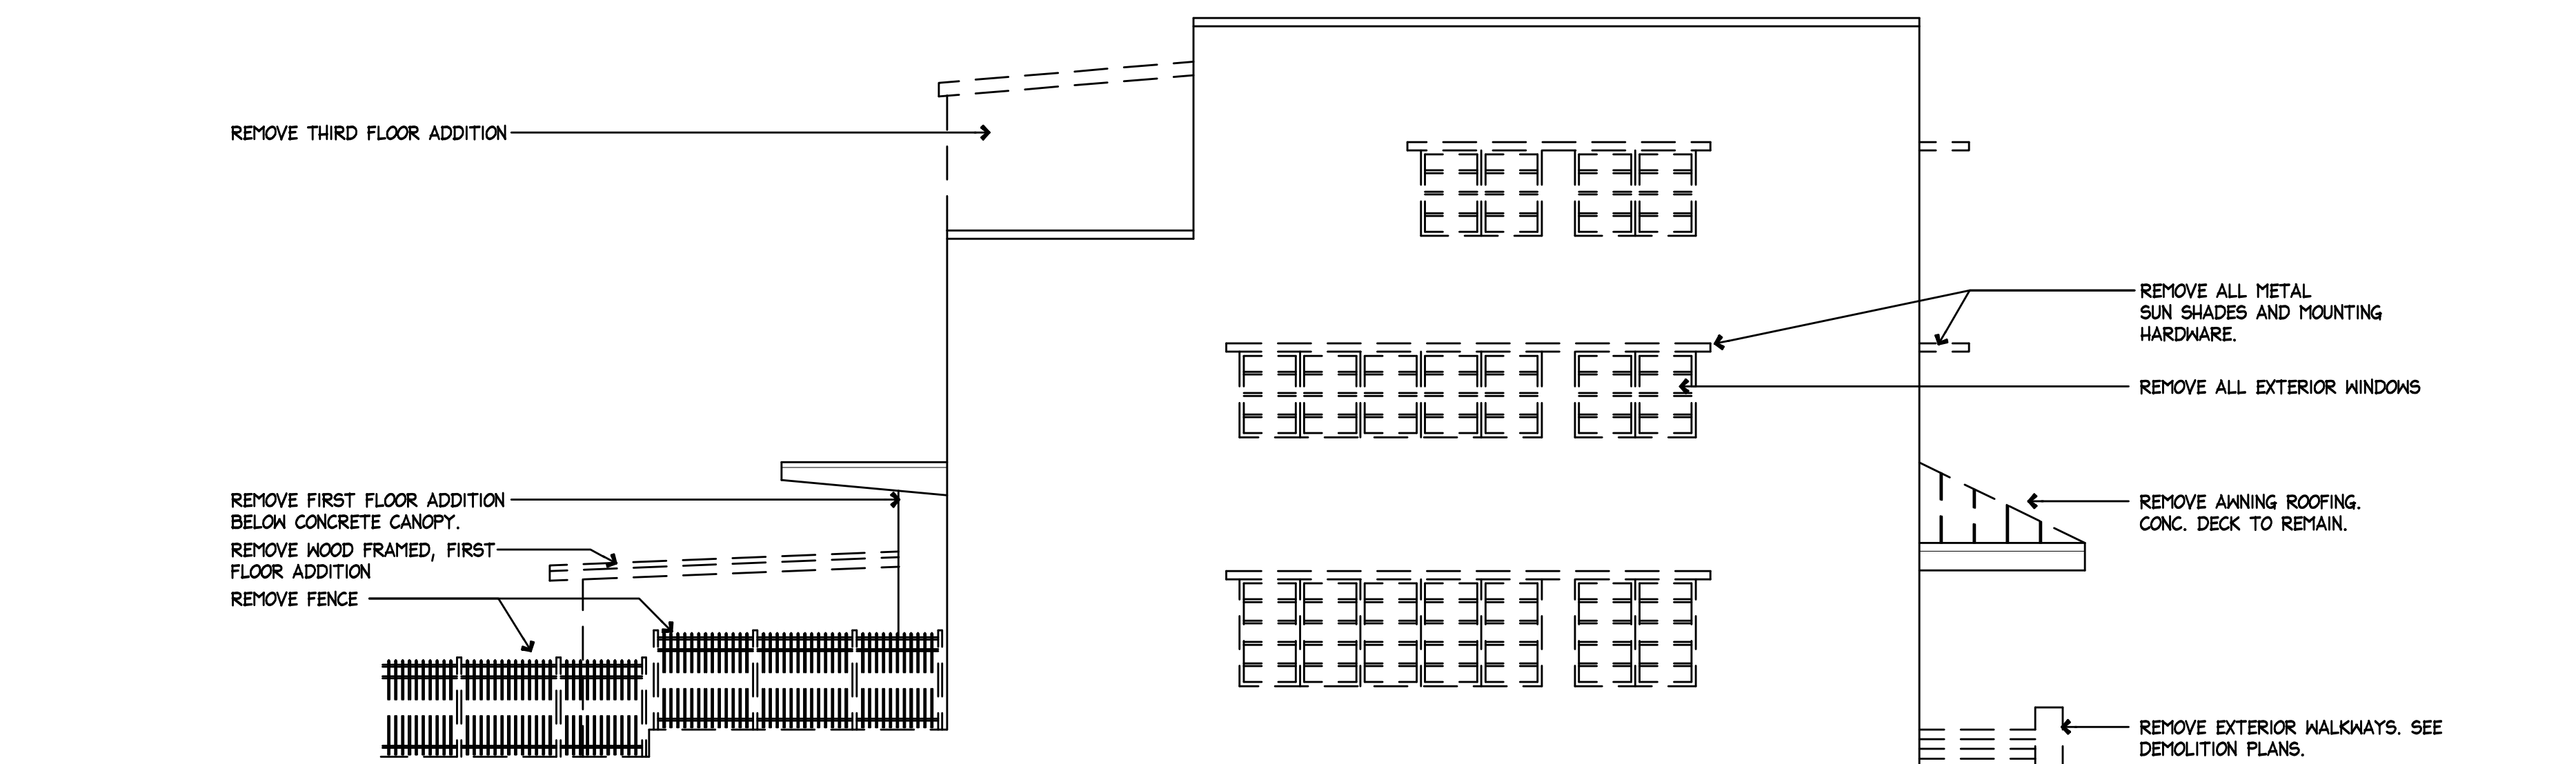 REMOVE THIRD FLOOR ADDITION
REMOVE FIRST FLOOR ADDITION
BELOW CONCRETE CANOPY.
REMOVE WOOD FRAMED, FIRST
FLOOR ADDITION
REMOVE FENCE
REMOVE ALL METAL
SUN SHADES AND MOUNTING
HARDWARE.
REMOVE ALL EXTERIOR WINDOWS
REMOVE AWNING ROOFING.
CONC. DECK TO REMAIN.
REMOVE EXTERIOR WALKWAYS. SEE
DEMOLITION PLANS.